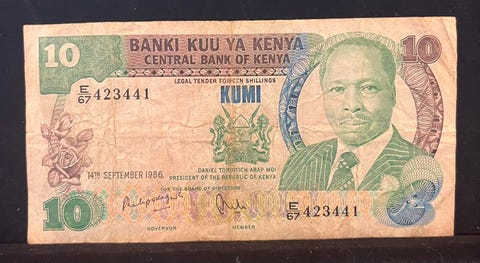 10 BANKI KUU YA KENYA 10
CENTRAL BANK OF KENYA
LEGAL TENDER FOR TEN SHILLINGS
E/67 423441
KUMI
DANIEL TOROITICH ARAP MOI
PRESIDENT OF THE REPUBLIC OF KENYA
14TH SEPTEMBER 1986.
FOR THE BOARD OF DIRECTORS
10
E/67 423441
GOVERNOR MEMBER